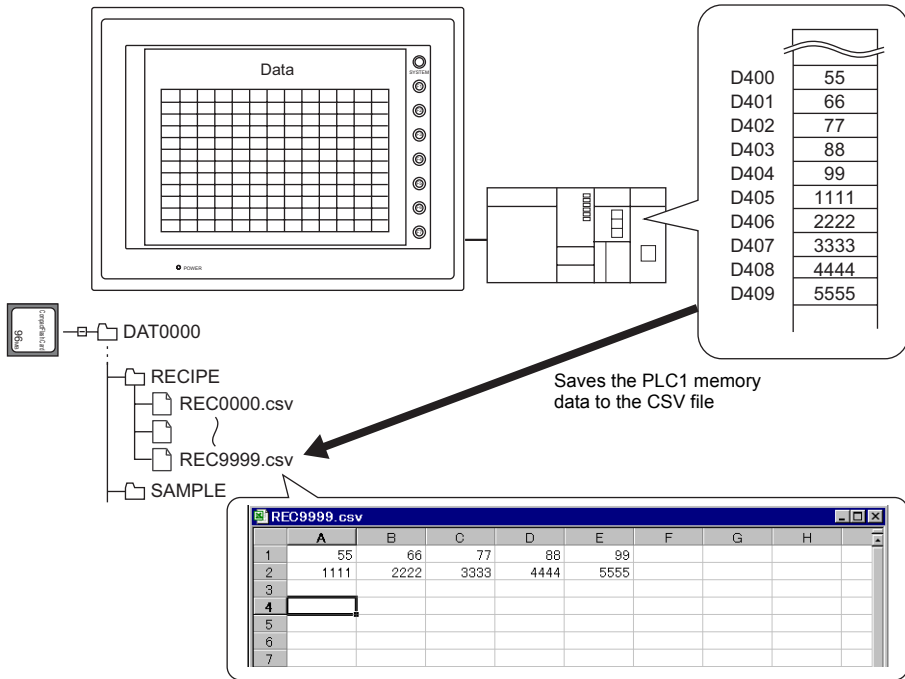 Data
SYSTEM
POWER
D400 55
D401 66
D402 77
D403 88
D404 99
D405 1111
D406 2222
D407 3333
D408 4444
D409 5555
CompactFlash Card
96MB
DAT0000
RECIPE
REC0000.csv
REC9999.csv
SAMPLE
Saves the PLC1 memory
data to the CSV file
REC9999.csv
A B C D E F G H
1 55 66 77 88 99
2 1111 2222 3333 4444 5555
3
4
5
6
7